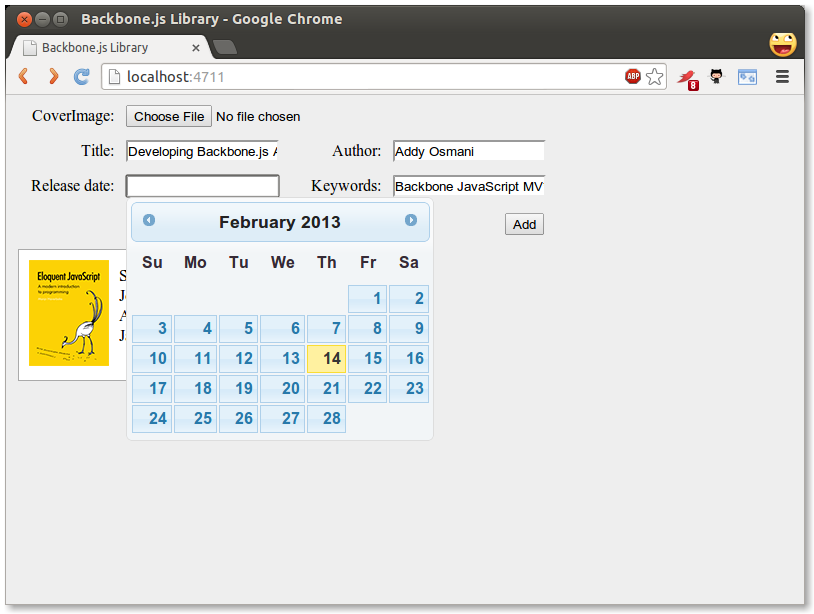 Backbone.js Library - Google Chrome
Backbone.js Library
localhost:4711
ABP
8
CoverImage: Choose File No file chosen
Title: Developing Backbone.js A Author: Addy Osmani
Release date: Keywords: Backbone JavaScript MV
Add
February 2013
Su Mo Tu We Th Fr Sa
1 2
3 4 5 6 7 8 9
10 11 12 13 14 15 16
17 18 19 20 21 22 23
24 25 26 27 28
Eloquent JavaScript
A modern introduction
to programming
S
J
A
J